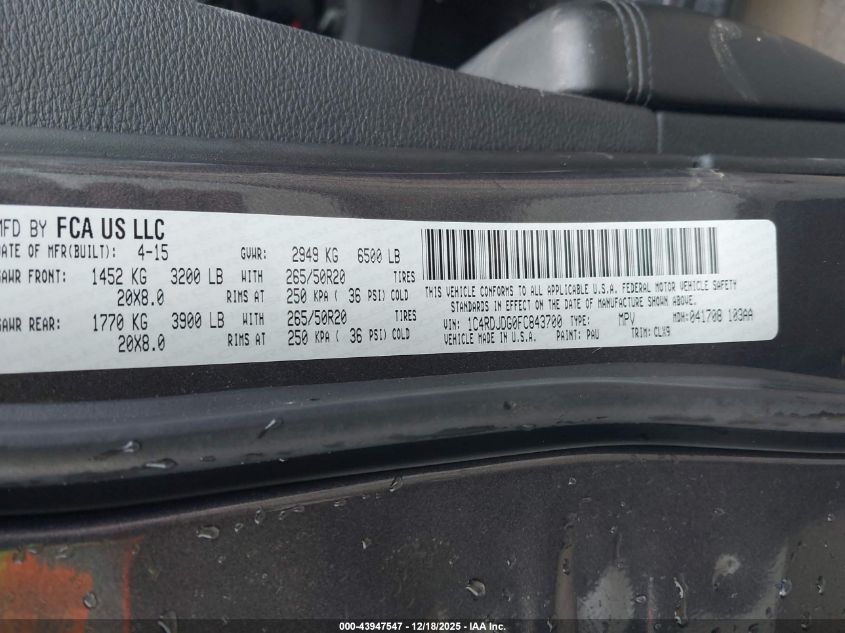 MFD BY FCA US LLC
DATE OF MFR(BUILT): 4-15 GVWR: 2949 KG 6500 LB
GAWR FRONT: 1452 KG 3200 LB WITH 265/50R20 TIRES
20X8.0 RIMS AT 250 KPA ( 36 PSI) COLD
GAWR REAR: 1770 KG 3900 LB WITH 265/50R20 TIRES
20X8.0 RIMS AT 250 KPA ( 36 PSI) COLD
THIS VEHICLE CONFORMS TO ALL APPLICABLE U.S.A. FEDERAL MOTOR VEHICLE SAFETY
STANDARDS IN EFFECT ON THE DATE OF MANUFACTURE SHOWN ABOVE.
VIN: 1C4RDJDG0FC843700 TYPE: MPV MDH: 041708 103AA
VEHICLE MADE IN U.S.A. PAINT: PAU TRIM: CLX9
000-43947547 - 12/18/2025 - IAA Inc.